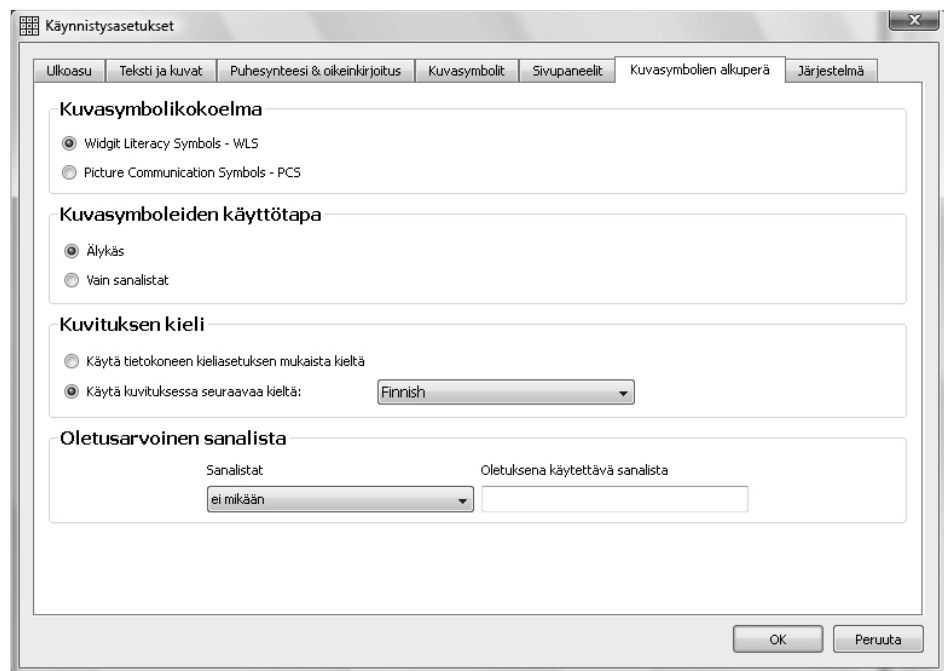 Käynnistysasetukset
Ulkoasu Teksti ja kuvat Puhesynteesi & oikeinkirjoitus Kuvasymbolit Sivupaneelit Kuvasymbolien alkuperä Järjestelmä
Kuvasymbolikokoelma
Widgit Literacy Symbols - WLS
Picture Communication Symbols - PCS
Kuvasymboleiden käyttötapa
Älykäs
Vain sanalistat
Kuvituksen kieli
Käytä tietokoneen kieliasetuksen mukaista kieltä
Käytä kuvituksessa seuraavaa kieltä: Finnish
Oletusarvoinen sanalista
Sanalistat Oletuksena käytettävä sanalista
ei mikään
OK Peruuta